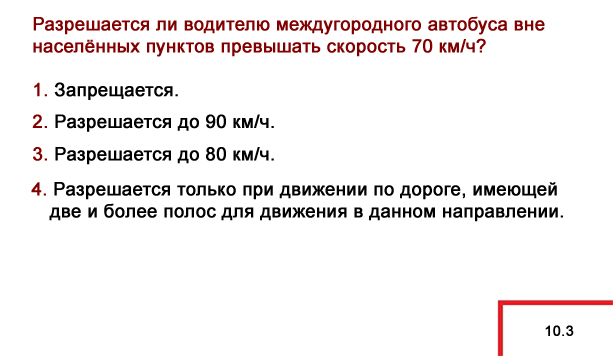 Разрешается ли водителю междугородного автобуса вне
населённых пунктов превышать скорость 70 км/ч?
1. Запрещается.
2. Разрешается до 90 км/ч.
3. Разрешается до 80 км/ч.
4. Разрешается только при движении по дороге, имеющей
две и более полос для движения в данном направлении.
10.3